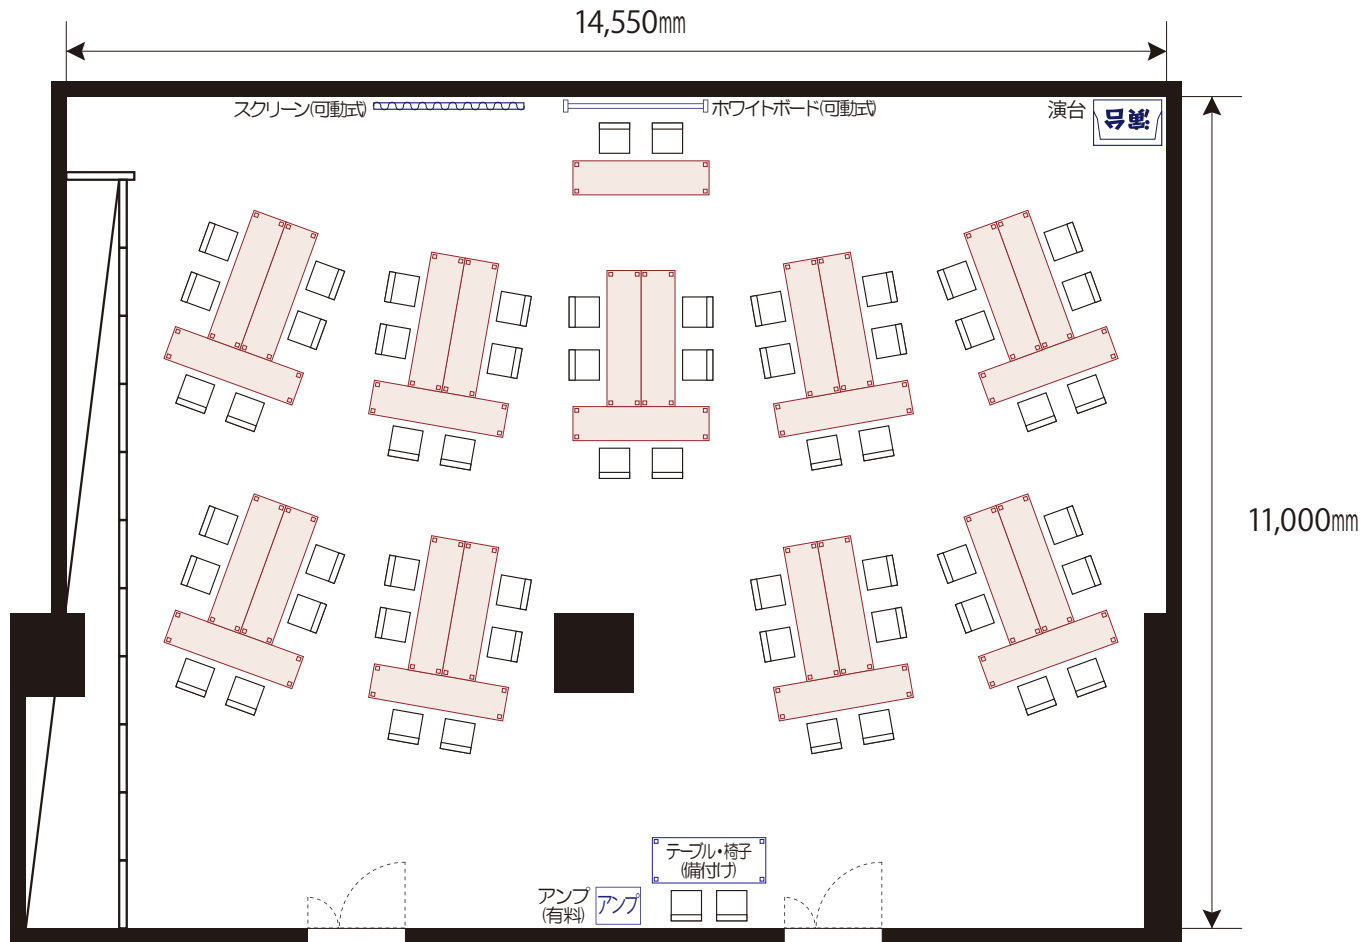 14,550㎜
スクリーン(可動式)
ホワイトボード(可動式)
演台
演台
11,000㎜
テーブル・椅子
(備付け)
アンプ
(有料)
アンプ